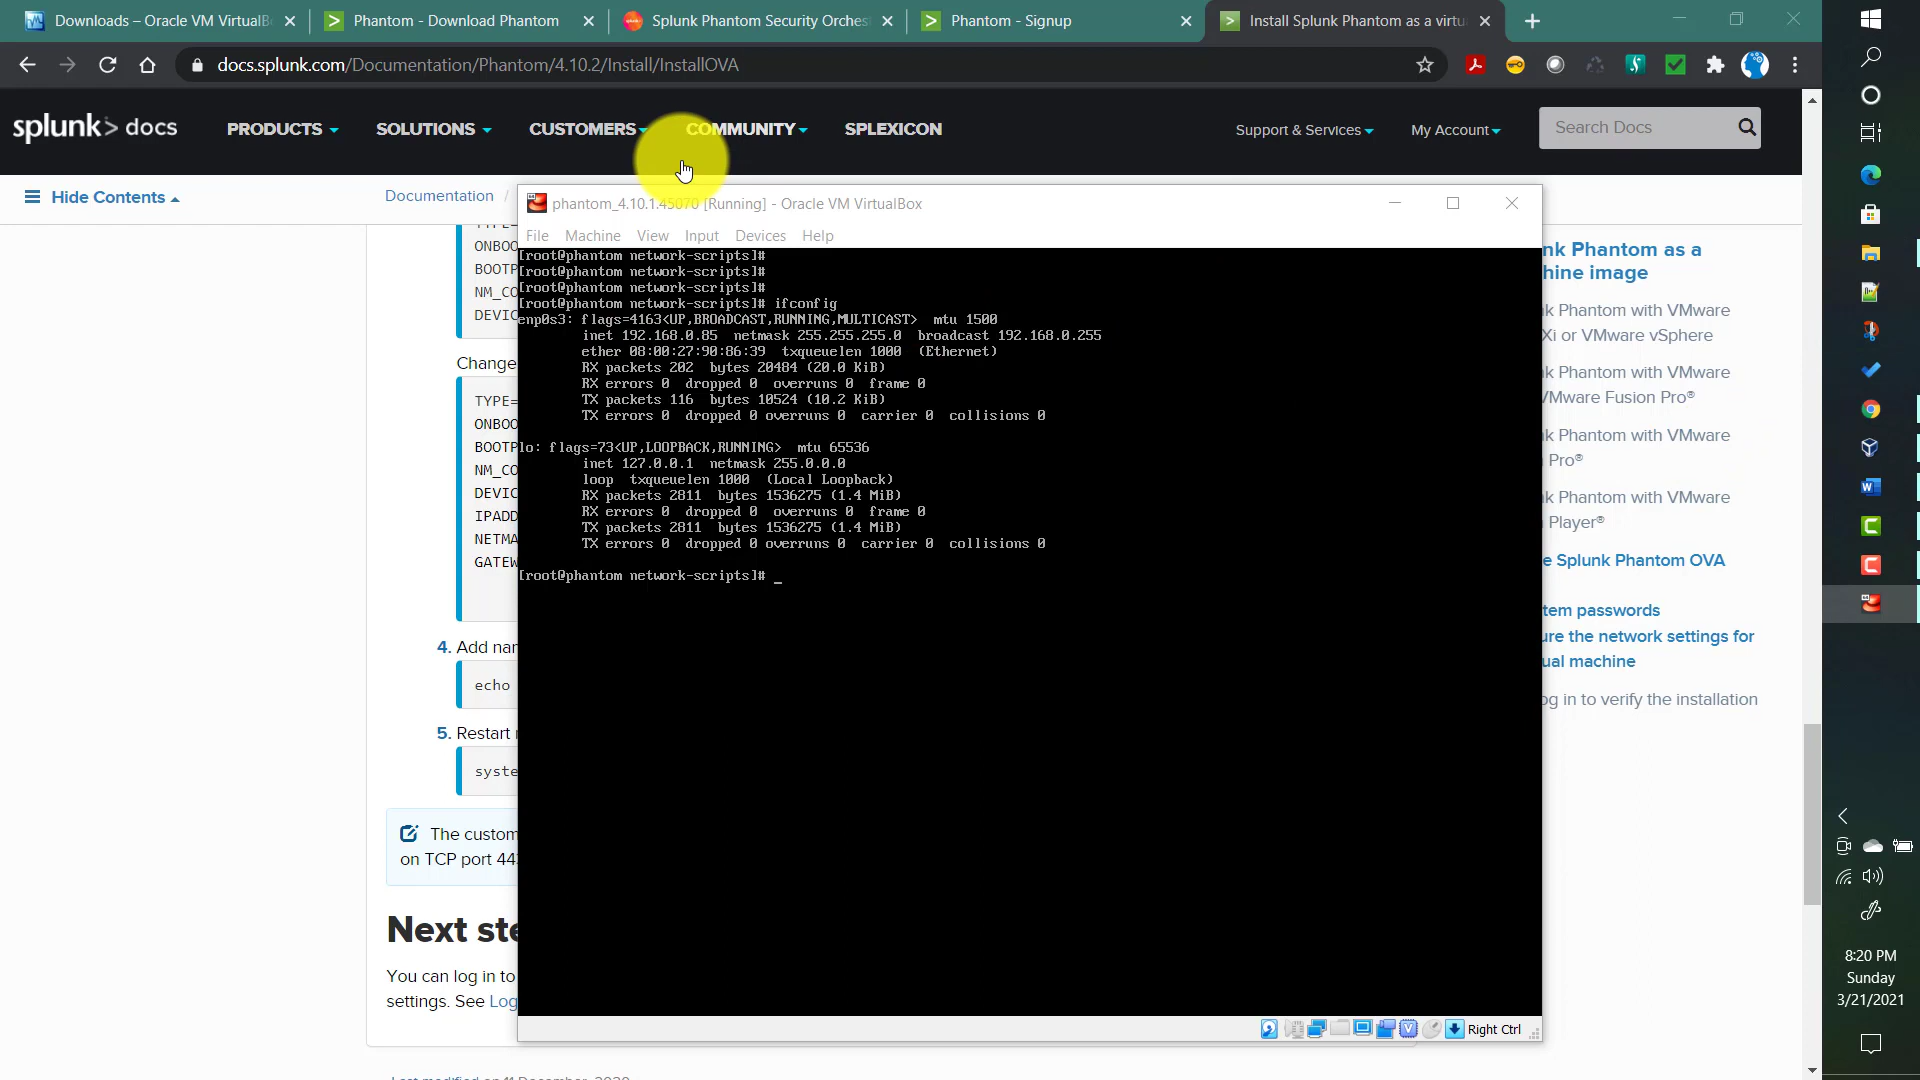 Downloads – Oracle VM VirtualB
Phantom - Download Phantom
Splunk Phantom Security Orches
Phantom - Signup
Install Splunk Phantom as a virtu
docs.splunk.com/Documentation/Phantom/4.10.2/Install/InstallOVA
splunk> docs
PRODUCTS
SOLUTIONS
CUSTOMERS
COMMUNITY
SPLEXICON
Support & Services
My Account
Search Docs
Hide Contents
Documentation /
phantom_4.10.1.45070 [Running] - Oracle VM VirtualBox
File Machine View Input Devices Help
[root@phantom network-scripts]#
[root@phantom network-scripts]#
[root@phantom network-scripts]#
[root@phantom network-scripts]# ifconfig
enp0s3: flags=4163<UP,BROADCAST,RUNNING,MULTICAST>  mtu 1500
inet 192.168.0.85  netmask 255.255.255.0  broadcast 192.168.0.255
ether 08:00:27:90:86:39  txqueuelen 1000  (Ethernet)
RX packets 202  bytes 20484 (20.0 KiB)
RX errors 0  dropped 0  overruns 0  frame 0
TX packets 116  bytes 10524 (10.2 KiB)
TX errors 0  dropped 0 overruns 0  carrier 0  collisions 0
lo: flags=73<UP,LOOPBACK,RUNNING>  mtu 65536
inet 127.0.0.1  netmask 255.0.0.0
loop  txqueuelen 1000  (Local Loopback)
RX packets 2811  bytes 1536275 (1.4 MiB)
RX errors 0  dropped 0  overruns 0  frame 0
TX packets 2811  bytes 1536275 (1.4 MiB)
TX errors 0  dropped 0 overruns 0  carrier 0  collisions 0
[root@phantom network-scripts]# _
Right Ctrl
ONBOO
BOOTP
NM_CO
DEVIC
Change
TYPE=
ONBOO
BOOTP
NM_CO
DEVIC
IPADD
NETMA
GATEW
4. Add nam
echo
5. Restart
syste
The custom
on TCP port 443
Next ste
You can log in to
settings. See Log
nk Phantom as a
hine image
nk Phantom with VMware
Xi or VMware vSphere
nk Phantom with VMware
VMware Fusion Pro®
nk Phantom with VMware
Pro®
nk Phantom with VMware
Player®
e Splunk Phantom OVA
tem passwords
ure the network settings for
ual machine
og in to verify the installation
8:20 PM
Sunday
3/21/2021